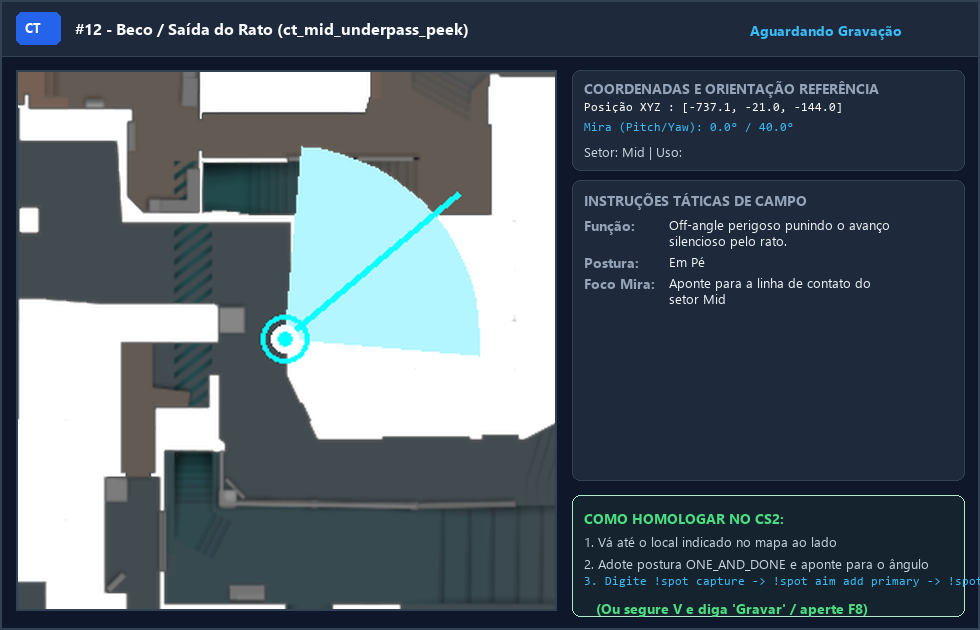 CT
#12 - Beco / Saída do Rato (ct_mid_underpass_peek)
Aguardando Gravação
COORDENADAS E ORIENTAÇÃO REFERÊNCIA
Posição XYZ : [-737.1, -21.0, -144.0]
Mira (Pitch/Yaw): 0.0° / 40.0°
Setor: Mid | Uso:
INSTRUÇÕES TÁTICAS DE CAMPO
Função: Off-angle perigoso punindo o avanço
silencioso pelo rato.
Postura: Em Pé
Foco Mira: Aponte para a linha de contato do
setor Mid
COMO HOMOLOGAR NO CS2:
1. Vá até o local indicado no mapa ao lado
2. Adote postura ONE_AND_DONE e aponte para o ângulo
3. Digite !spot capture -> !spot aim add primary -> !spot
(Ou segure V e diga 'Gravar' / aperte F8)